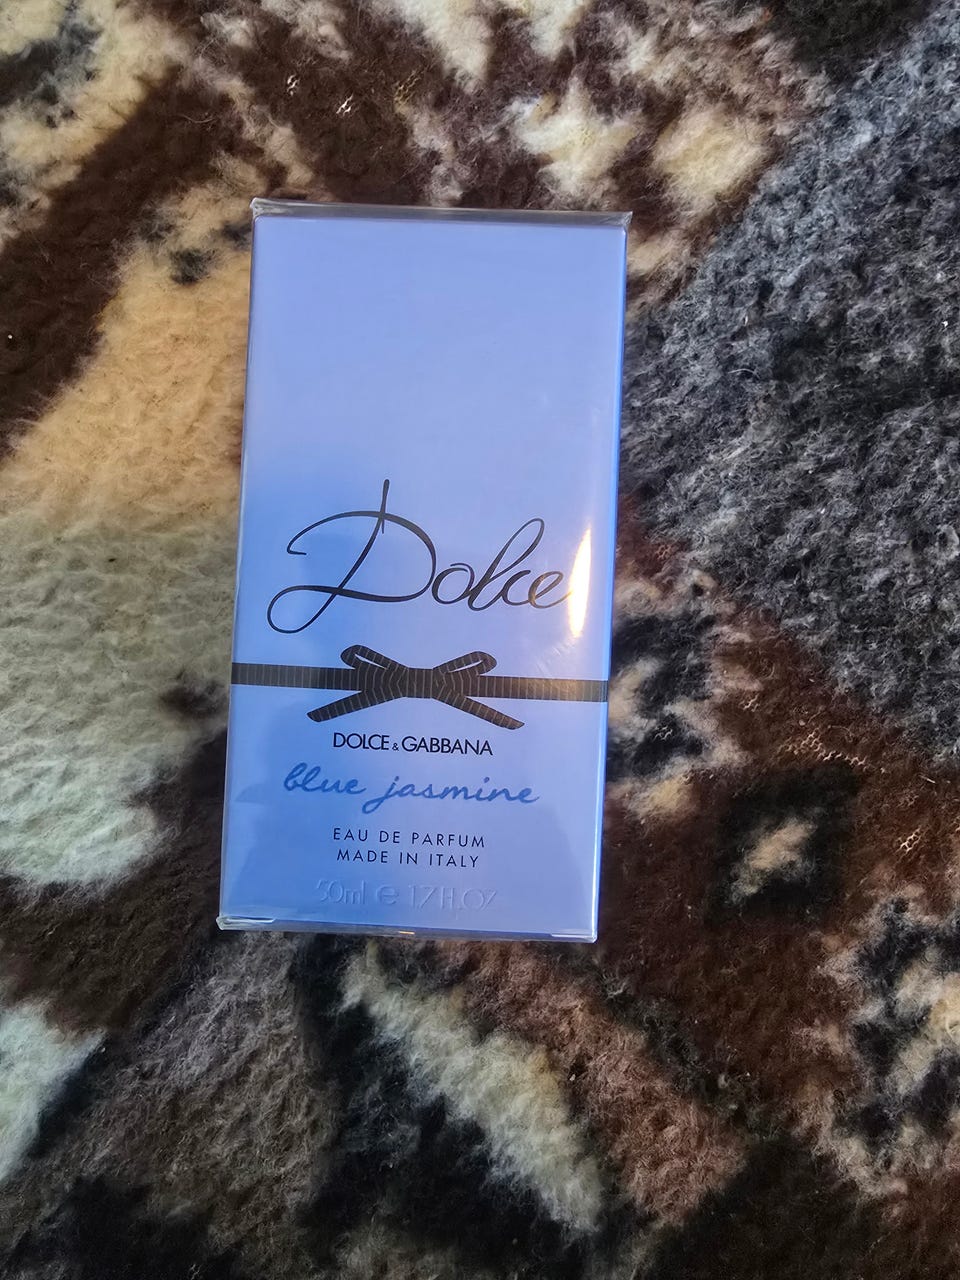 Dolce
DOLCE & GABBANA
blue jasmine
EAU DE PARFUM
MADE IN ITALY
50ml e 1.7 fl.oz